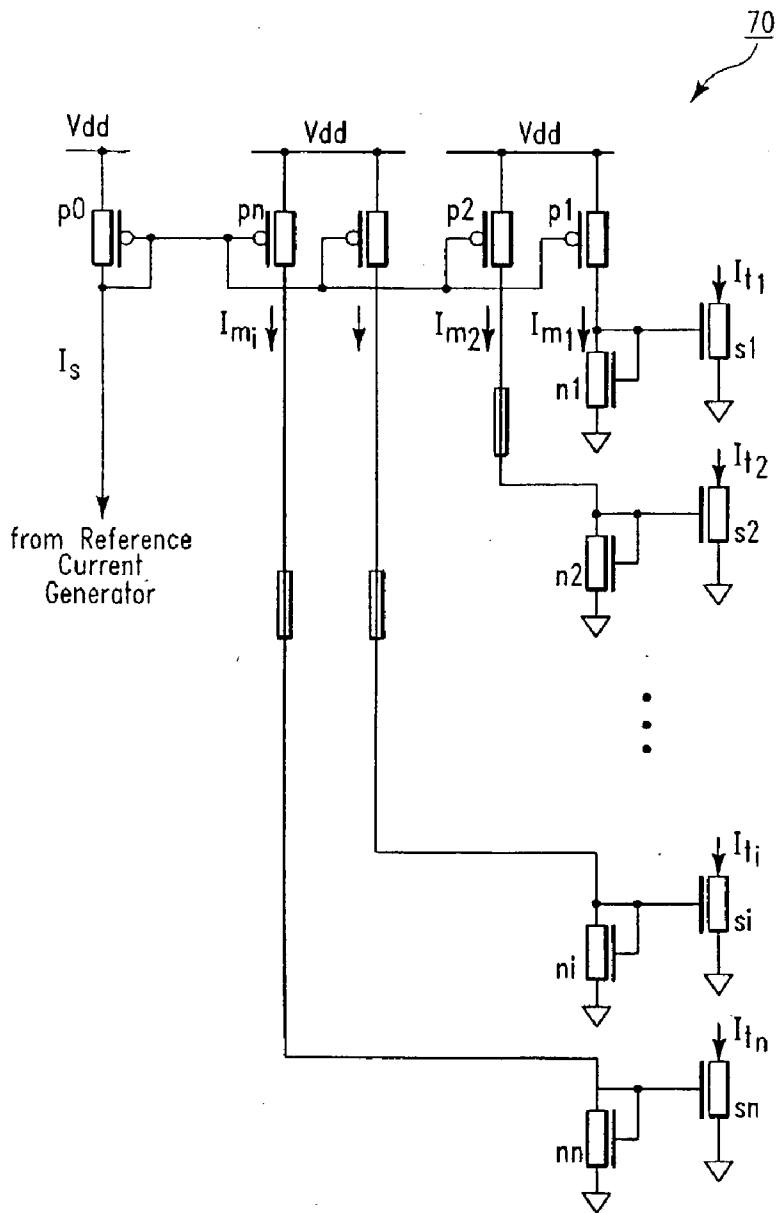 70
Vdd Vdd Vdd
p0 pn p2 p1
It1
Is Imi Im2 Im1
s1
n1
It2
from Reference
Current
Generator
s2
n2
Iti
si
ni
Itn
sn
nn